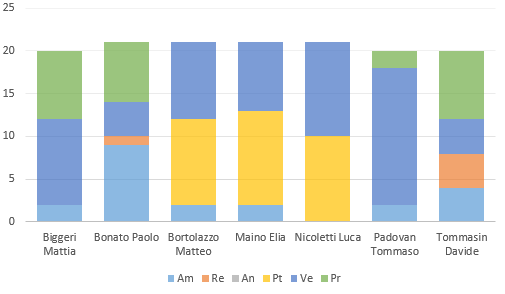 25
20
15
10
5
0
Biggeri Mattia
Bonato Paolo
Bortolazzo Matteo
Maino Elia
Nicoletti Luca
Padovan Tommaso
Tommasin Davide
Am Re An Pt Ve Pr